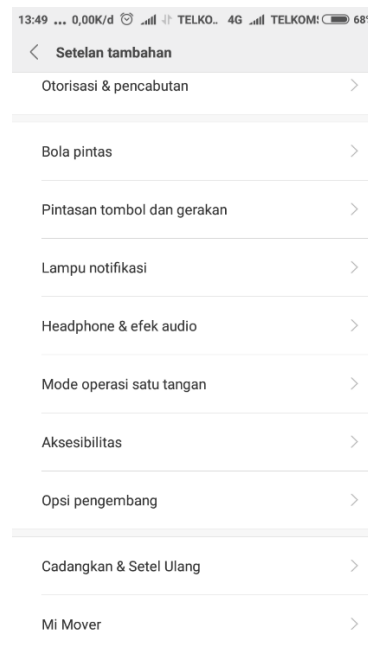 13:49 ... 0,00K/d TELKO.. 4G TELKOM: 68%
Setelan tambahan
Otorisasi & pencabutan
Bola pintas
Pintasan tombol dan gerakan
Lampu notifikasi
Headphone & efek audio
Mode operasi satu tangan
Aksesibilitas
Opsi pengembang
Cadangkan & Setel Ulang
Mi Mover